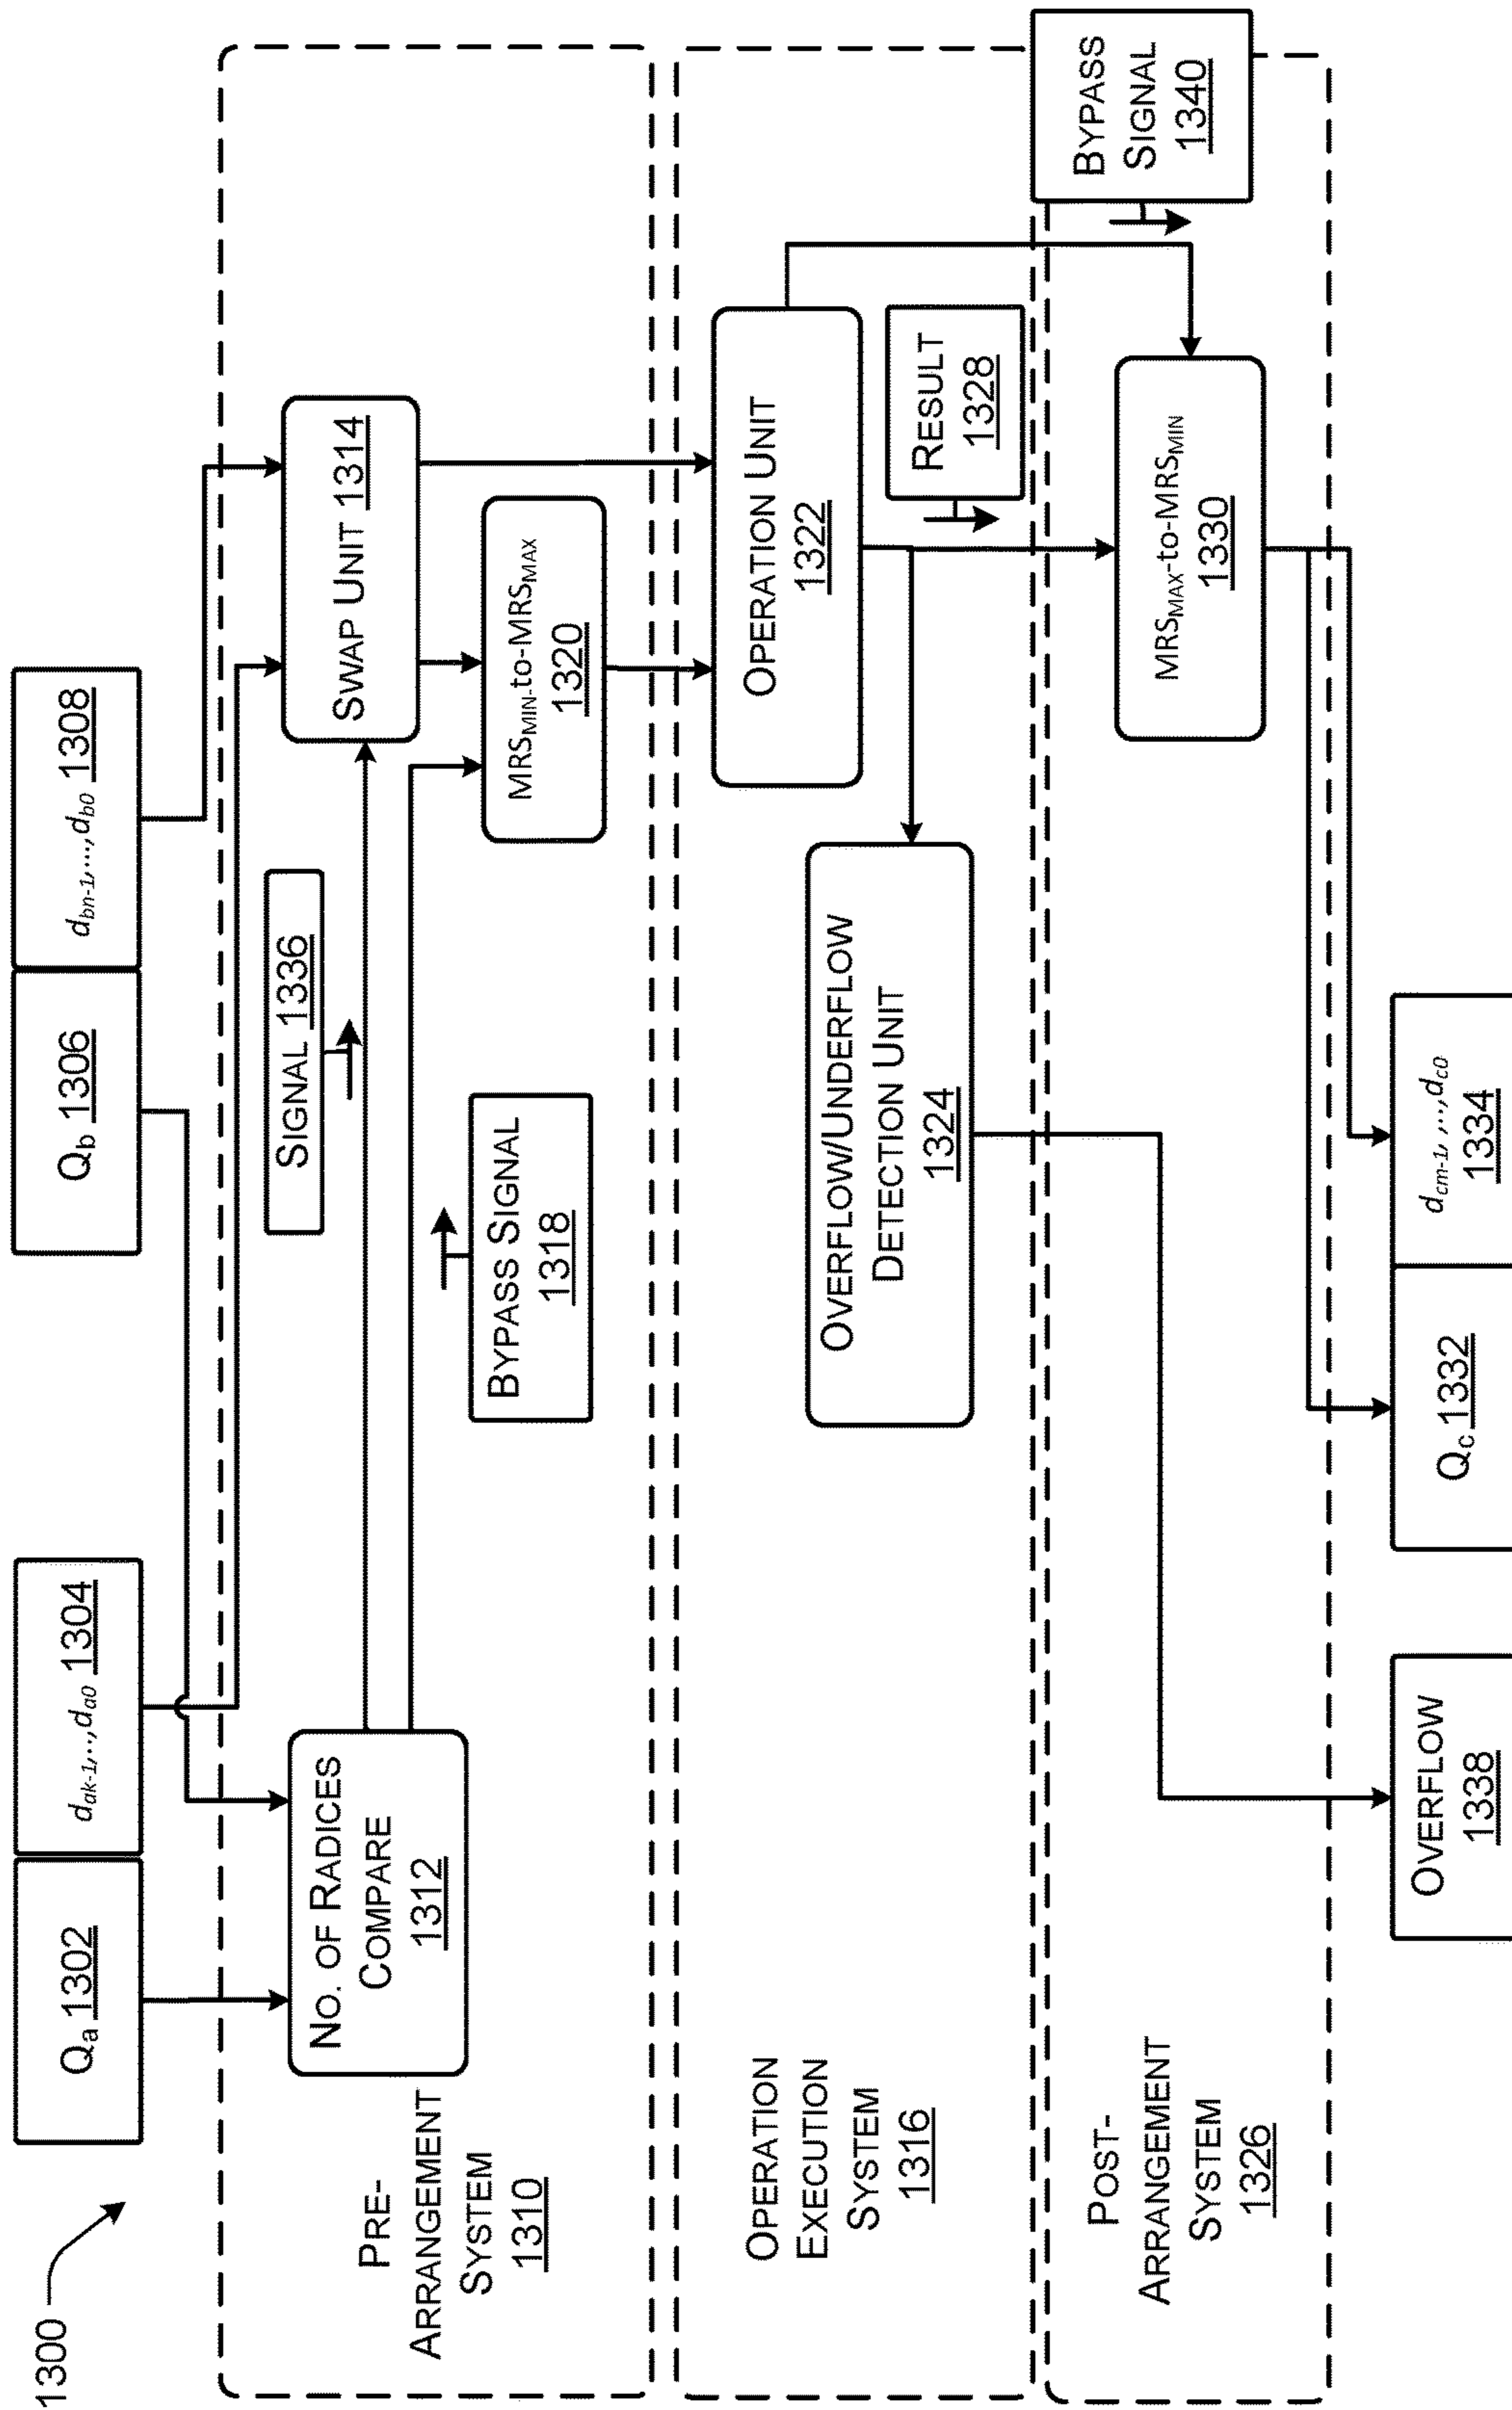 1300
Qa 1302
dak-1,..,da0 1304
Qb 1306
dbn-1,...,db0 1308
PRE-
ARRANGEMENT
SYSTEM
1310
NO. OF RADICES
COMPARE
1312
SIGNAL 1336
SWAP UNIT 1314
BYPASS SIGNAL
1318
MRSMIN-to-MRSMAX
1320
OPERATION
EXECUTION
SYSTEM
1316
OPERATION UNIT
1322
OVERFLOW/UNDERFLOW
DETECTION UNIT
1324
RESULT
1328
BYPASS
SIGNAL
1340
POST-
ARRANGEMENT
SYSTEM
1326
MRSMAX-to-MRSMIN
1330
OVERFLOW
1338
Qc 1332
dcm-1,,..,dc0
1334